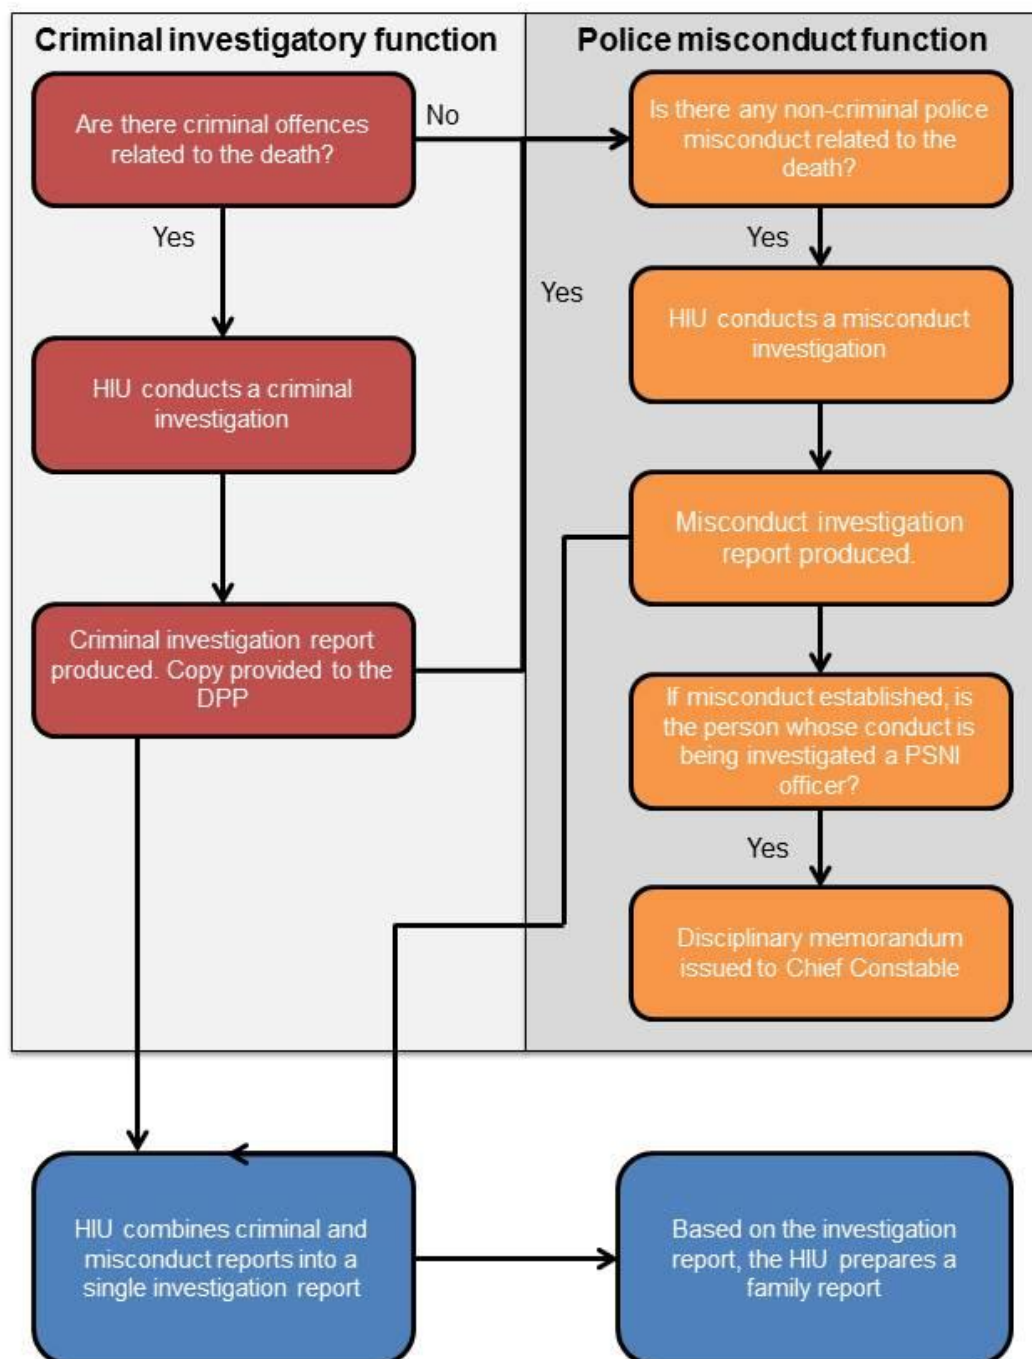 Criminal investigatory function
Police misconduct function
Are there criminal offences
related to the death?
No
Is there any non-criminal police
misconduct related to the
death?
Yes
Yes
Yes
HIU conducts a misconduct
investigation
HIU conducts a criminal
investigation
Misconduct investigation
report produced.
Criminal investigation report
produced. Copy provided to the
DPP
If misconduct established, is
the person whose conduct is
being investigated a PSNI
officer?
Yes
Disciplinary memorandum
issued to Chief Constable
HIU combines criminal and
misconduct reports into a
single investigation report
Based on the investigation
report, the HIU prepares a
family report